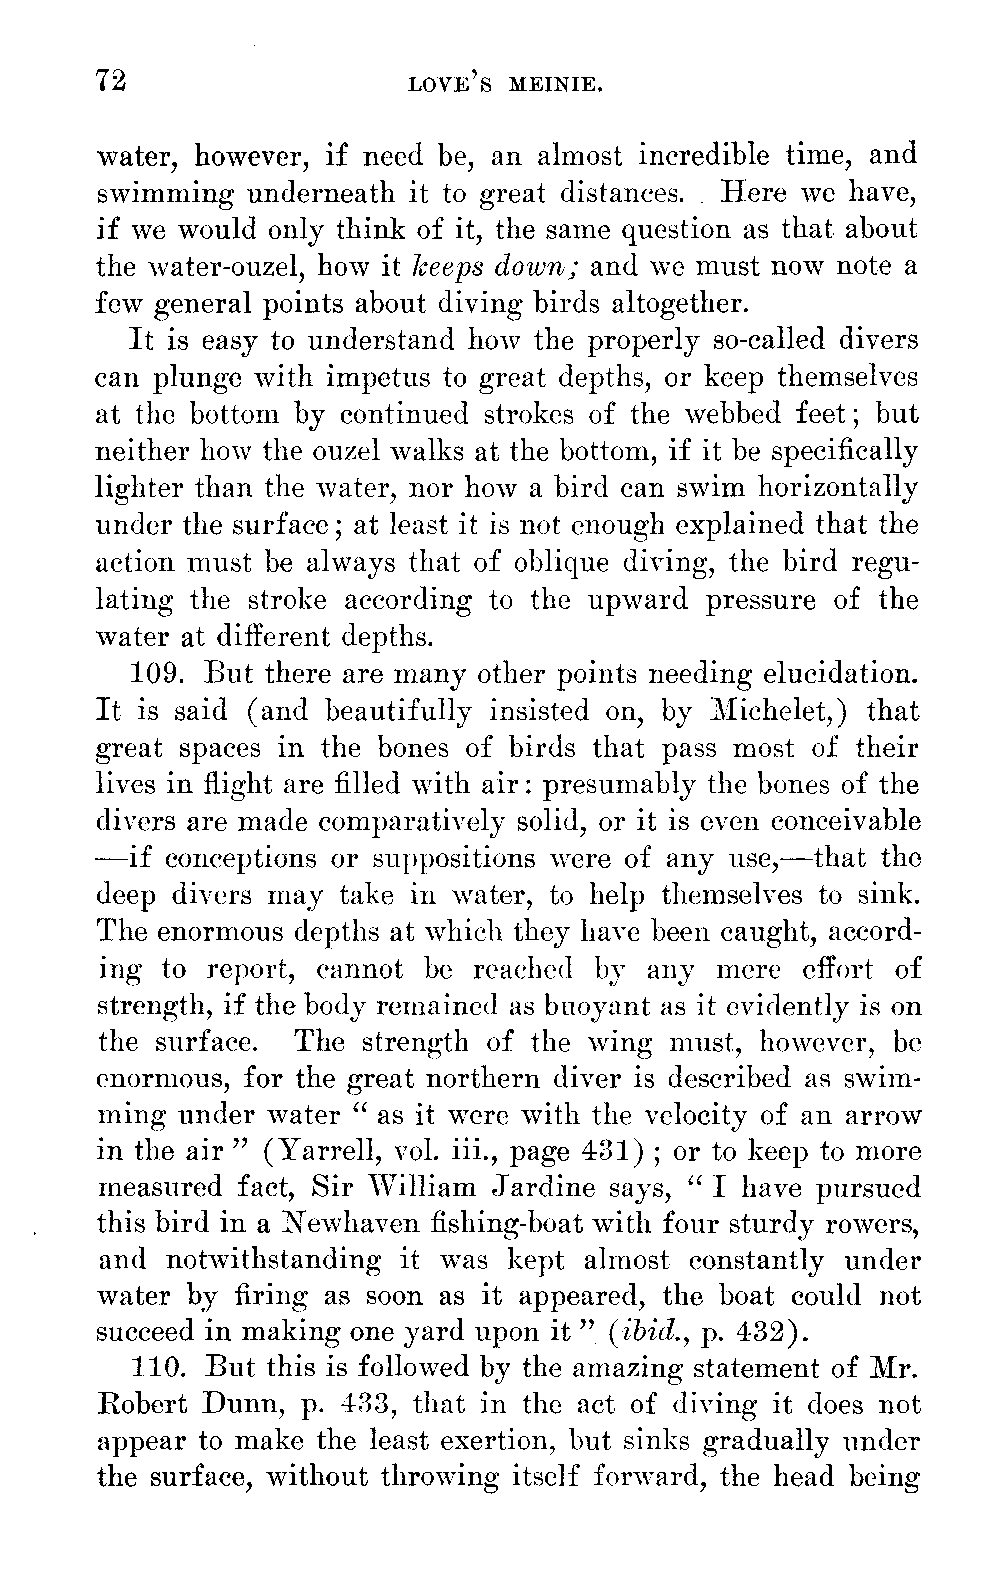 72 LOVE'S MEINIE.
water, however, if need be, an almost incredible time, and
swimming underneath it to great distances. Here we have,
if we would only think of it, the same question as that about
the water-ouzel, how it keeps down; and we must now note a
few general points about diving birds altogether.
It is easy to understand how the properly so-called divers
can plunge with impetus to great depths, or keep themselves
at the bottom by continued strokes of the webbed feet; but
neither how the ouzel walks at the bottom, if it be specifically
lighter than the water, nor how a bird can swim horizontally
under the surface; at least it is not enough explained that the
action must be always that of oblique diving, the bird regu-
lating the stroke according to the upward pressure of the
water at different depths.
109. But there are many other points needing elucidation.
It is said (and beautifully insisted on, by Michelet,) that
great spaces in the bones of birds that pass most of their
lives in flight are filled with air: presumably the bones of the
divers are made comparatively solid, or it is even conceivable
—if conceptions or suppositions were of any use,—that the
deep divers may take in water, to help themselves to sink.
The enormous depths at which they have been caught, accord-
ing to report, cannot be reached by any mere effort of
strength, if the body remained as buoyant as it evidently is on
the surface. The strength of the wing must, however, be
enormous, for the great northern diver is described as swim-
ming under water “ as it were with the velocity of an arrow
in the air ” (Yarrell, vol. iii., page 431) ; or to keep to more
measured fact, Sir William Jardine says, “ I have pursued
this bird in a Newhaven fishing-boat with four sturdy rowers,
and notwithstanding it was kept almost constantly under
water by firing as soon as it appeared, the boat could not
succeed in making one yard upon it ” (ibid., p. 432).
110. But this is followed by the amazing statement of Mr.
Robert Dunn, p. 433, that in the act of diving it does not
appear to make the least exertion, but sinks gradually under
the surface, without throwing itself forward, the head being